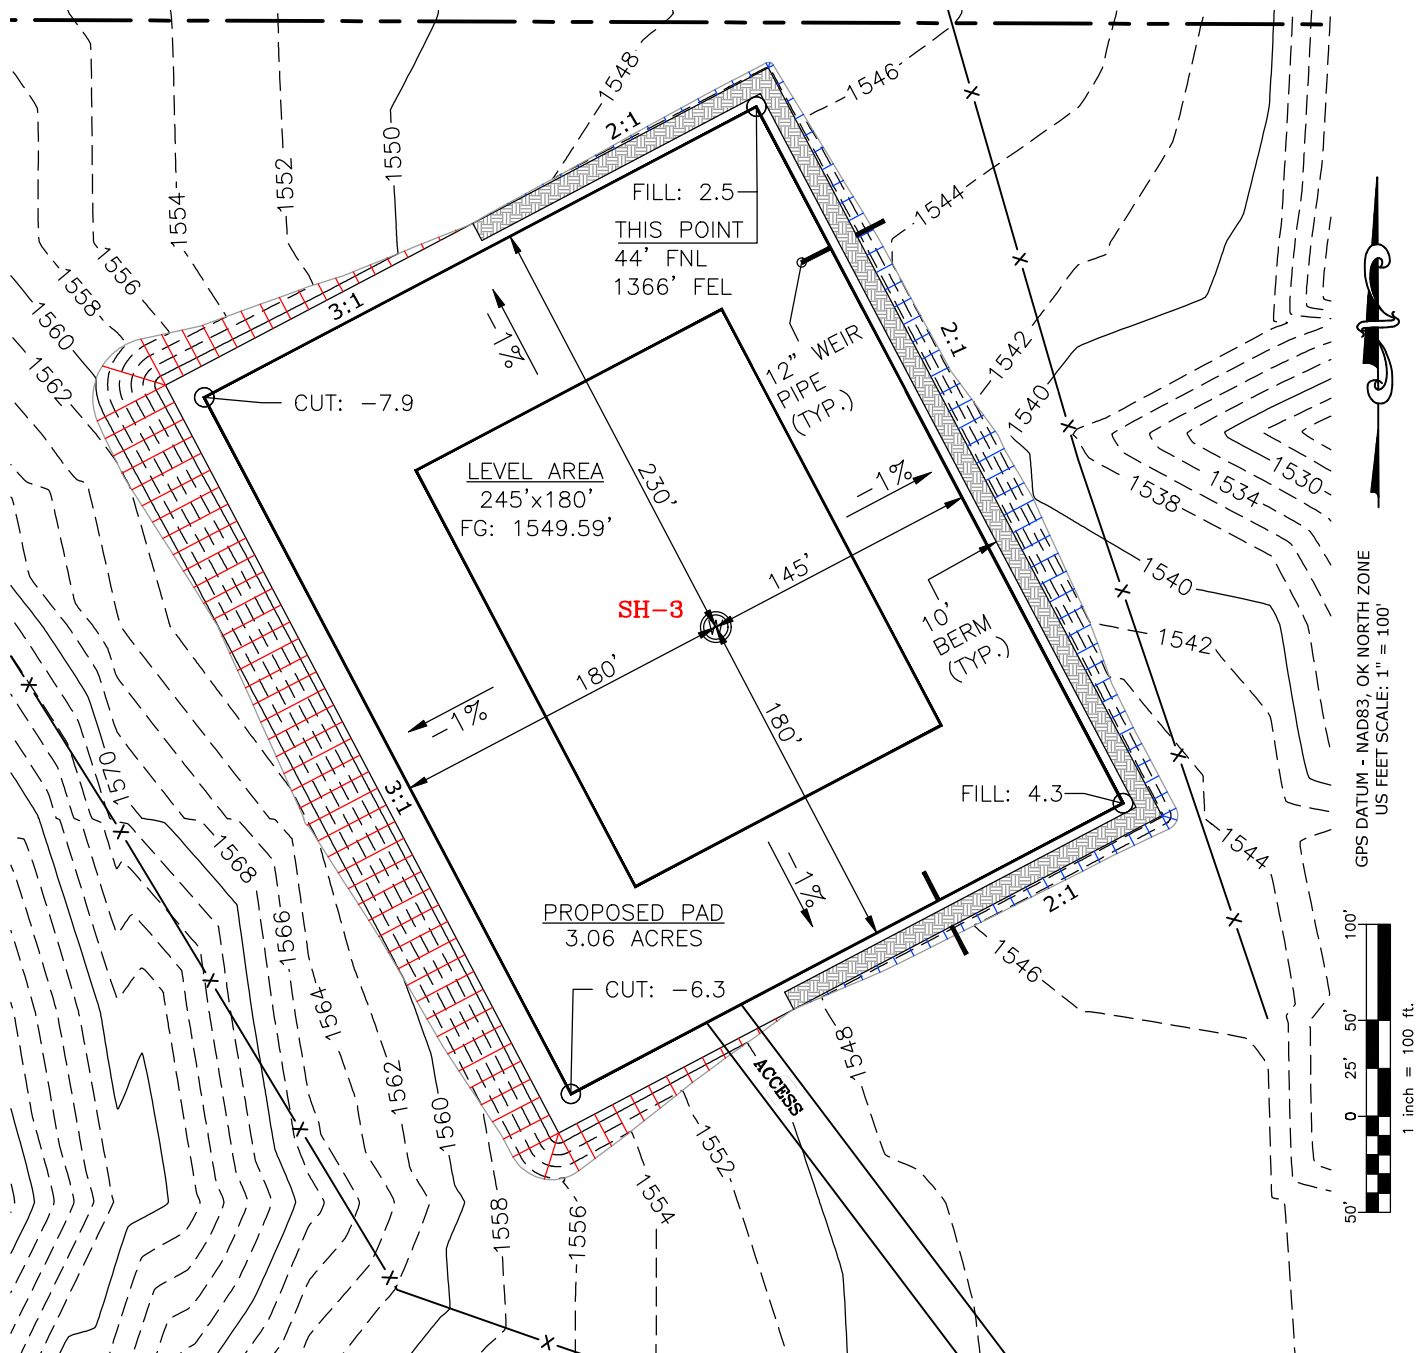 1548
1546
1550
2:1
1552
1554
FILL: 2.5
THIS POINT
44' FNL
1366' FEL
1544
1556
1558
3:1
-1%
2:1
1542
1560
12" WEIR
PIPE
(TYP.)
1562
CUT: -7.9
1540
LEVEL AREA
245'x180'
FG: 1549.59'
230'
-1%
1538
1534
1530
145'
SH-3
10'
BERM
(TYP.)
1540
1542
180'
-1%
180'
1570
3:1
FILL: 4.3
1568
1544
-1%
2:1
PROPOSED PAD
3.06 ACRES
1566
1564
CUT: -6.3
1546
1548
1562
1560
ACCESS
1552
1554
1558
1556
X
X
X
X
X
X
X
X
X
X
X
X
X
X
GPS DATUM - NAD83, OK NORTH ZONE
US FEET SCALE: 1" = 100'
100'
50'
25'
0
50'
1 inch = 100 ft.